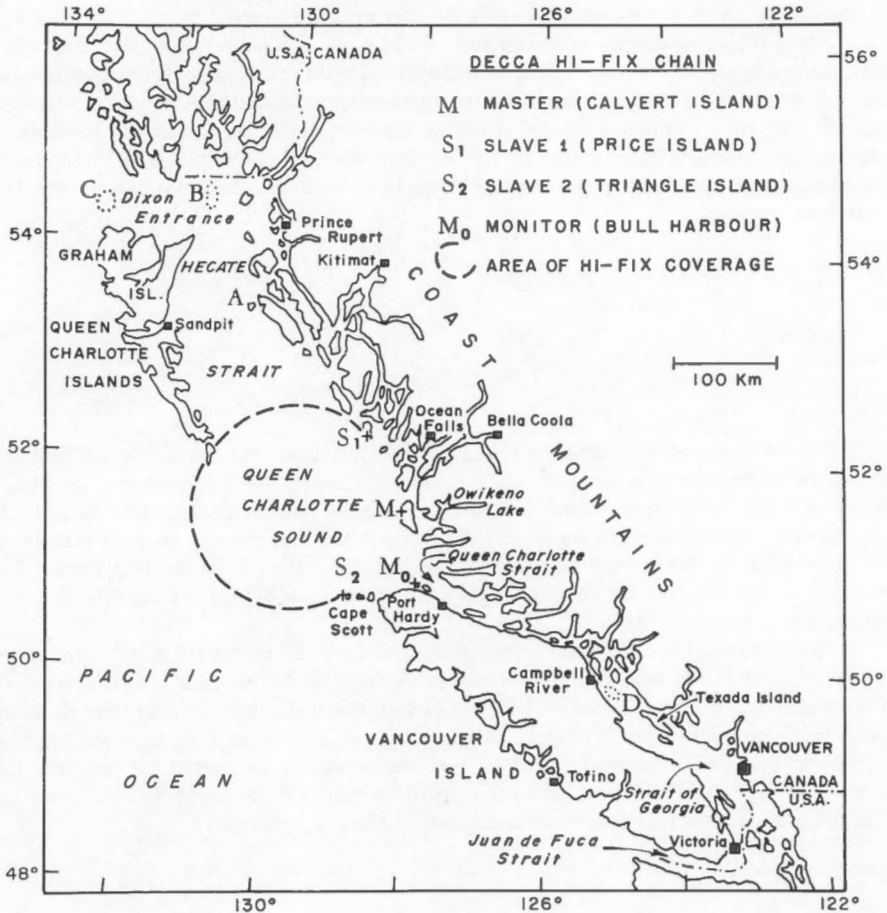 134° 130° 126° 122°
U.S.A. CANADA
56°
DECCA HI-FIX CHAIN
M MASTER (CALVERT ISLAND)
S₁ SLAVE 1 (PRICE ISLAND)
S₂ SLAVE 2 (TRIANGLE ISLAND)
M₀ MONITOR (BULL HARBOUR)
AREA OF HI-FIX COVERAGE
C
B
Dixon
Entrance
54°
Prince
Rupert
Kitimat
54°
GRAHAM
ISL.
HECATE
A
QUEEN
CHARLOTTE
ISLANDS
Sandpit
STRAIT
COAST
MOUNTAINS
100 Km
52°
S₁
Ocean
Falls
Bella Coola
52°
QUEEN
CHARLOTTE
SOUND
M
Owikeno
Lake
Queen Charlotte
Strait
S₂
M₀
Cape
Scott
Port
Hardy
50°
50°
PACIFIC
OCEAN
Campbell
River
D
Texada Island
VANCOUVER
ISLAND
VANCOUVER
Tofino
CANADA
U.S.A.
Strait of
Georgia
Victoria
Juan de Fuca
Strait
48°
48°
130° 126° 122°